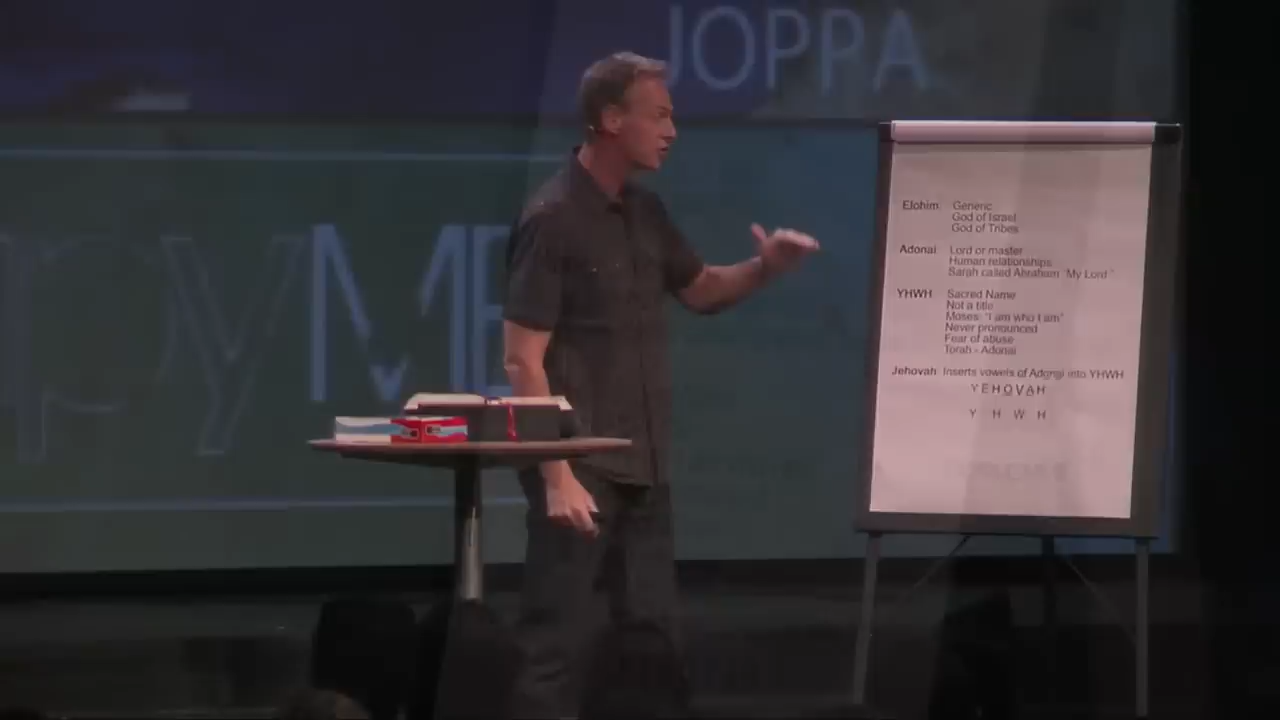 JOPPA
pyME
Elohim Generic
God of Israel
God of Tribes
Adonai Lord or master
Human relationships
Sarah called Abraham "My Lord"
YHWH Sacred Name
Not a title
Moses: "I am who I am"
Never pronounced
Fear of abuse
Torah - Adonai
Jehovah Inserts vowels of Adonai into YHWH
YEHOVAH
Y H W H